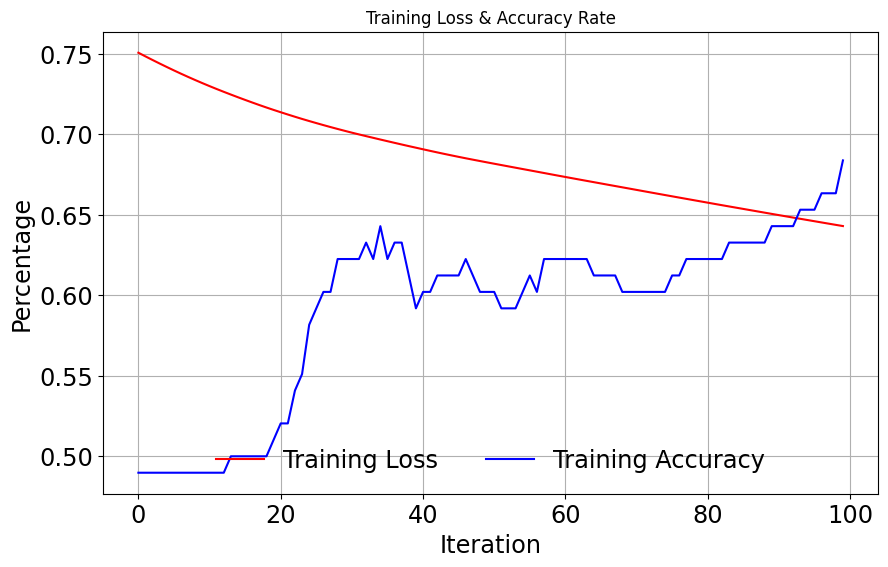 Training Loss & Accuracy Rate
0.75
0.70
0.65
0.60
0.55
0.50
Percentage
Training Loss Training Accuracy
0 20 40 60 80 100
Iteration